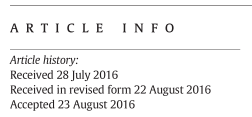 ARTICLE INFO
Article history:
Received 28 July 2016
Received in revised form 22 August 2016
Accepted 23 August 2016